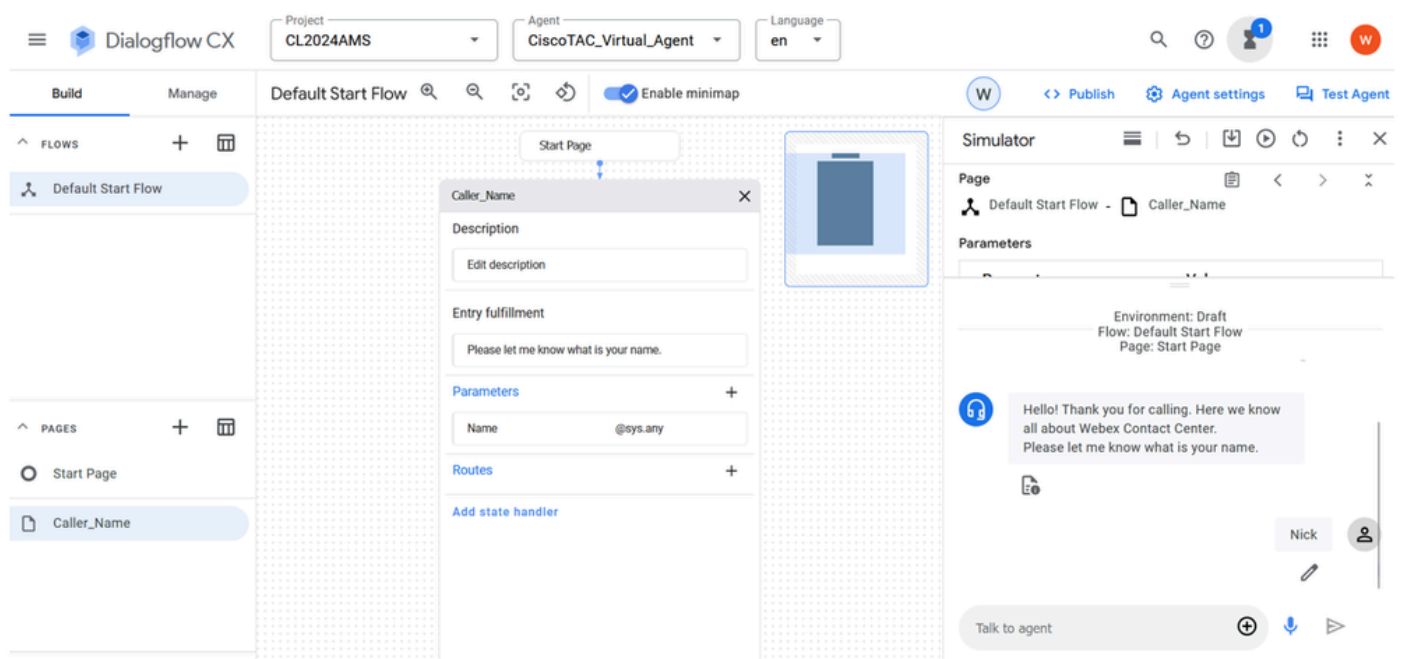 Project
Agent
Language
Dialogflow CX
CL2024AMS
CiscoTAC_Virtual_Agent
en
1
W
Build
Manage
Default Start Flow
Enable minimap
W
<> Publish
Agent settings
Test Agent
FLOWS
Default Start Flow
PAGES
Start Page
Caller_Name
Start Page
Caller_Name
Description
Edit description
Entry fulfillment
Please let me know what is your name.
Parameters
Name @sys.any
Routes
Add state handler
Simulator
Page
Default Start Flow - Caller_Name
Parameters
Environment: Draft
Flow: Default Start Flow
Page: Start Page
Hello! Thank you for calling. Here we know
all about Webex Contact Center.
Please let me know what is your name.
Nick
Talk to agent